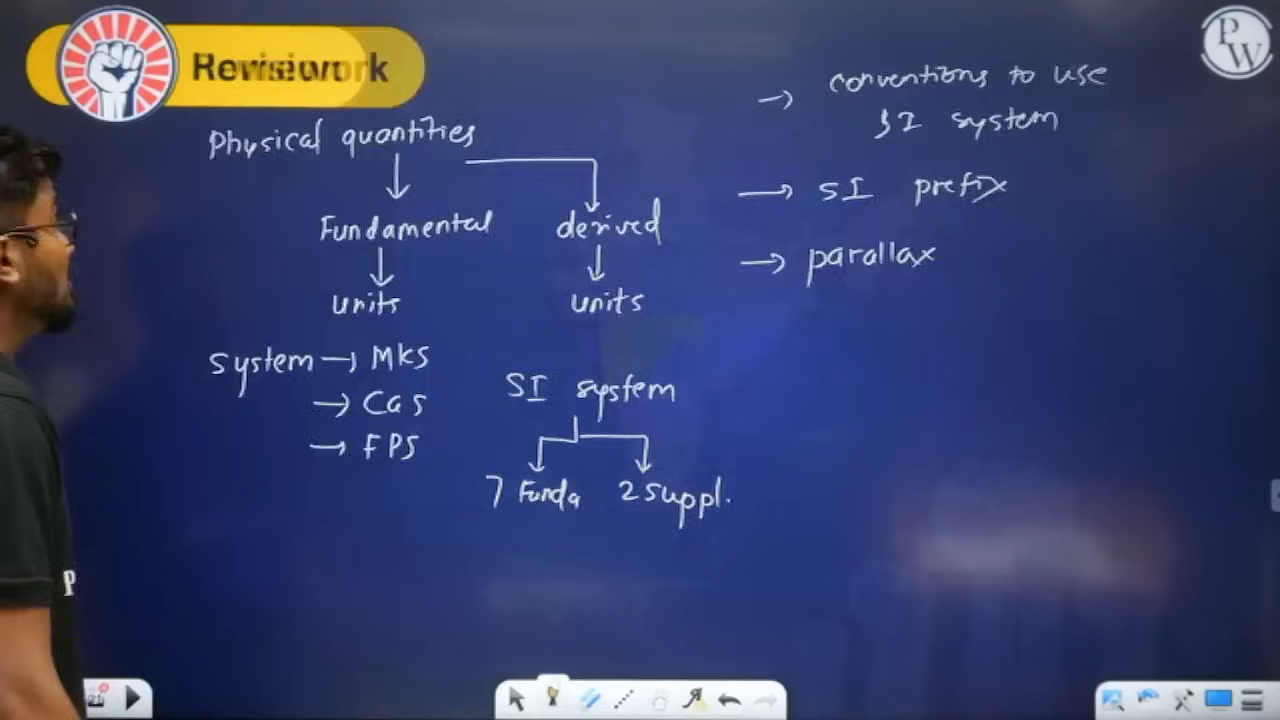 PW
Physical quantities
Fundamental
derived
units
units
System → MKS
→ CGS
→ FPS
SI system
7 Funda
2 suppl.
→ conventions to use
SI system
→ SI prefix
→ parallax
P